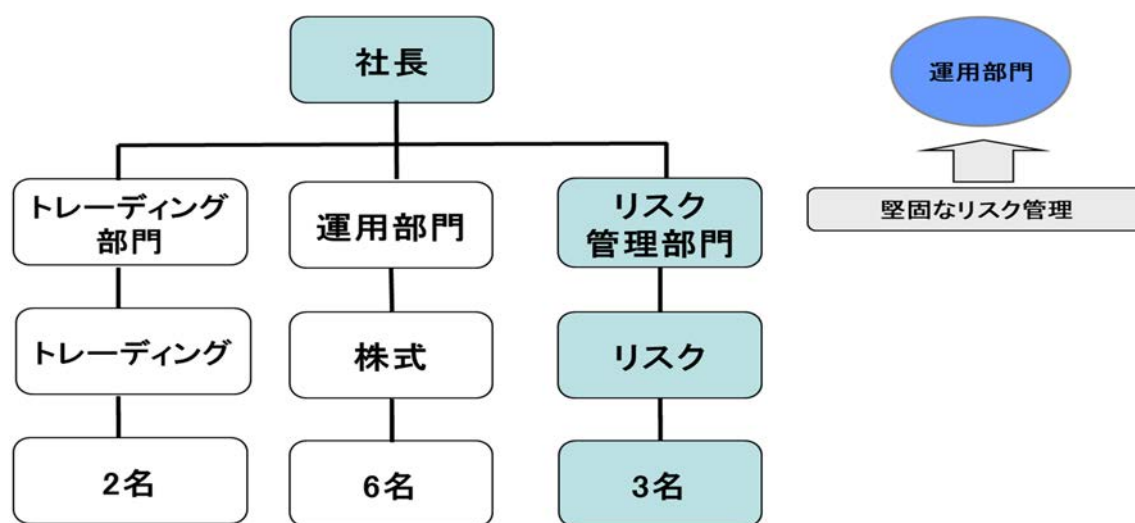 社長
運用部門
堅固なリスク管理
トレーディング
部門
運用部門
リスク
管理部門
トレーディング
株式
リスク
2名
6名
3名